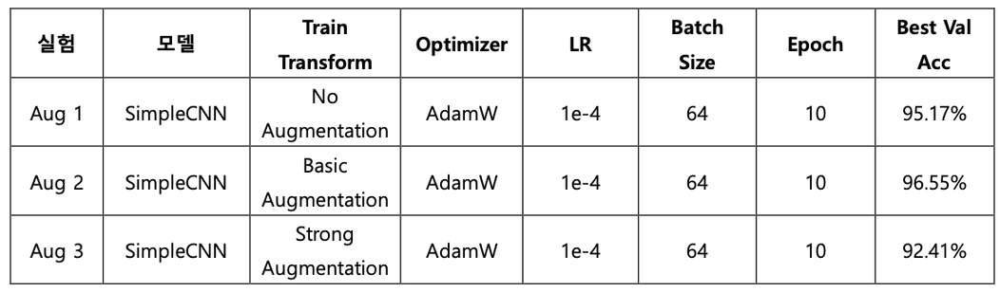 실험 모델 Train Transform Optimizer LR Batch Size Epoch Best Val Acc
Aug 1 SimpleCNN No Augmentation AdamW 1e-4 64 10 95.17%
Aug 2 SimpleCNN Basic Augmentation AdamW 1e-4 64 10 96.55%
Aug 3 SimpleCNN Strong Augmentation AdamW 1e-4 64 10 92.41%